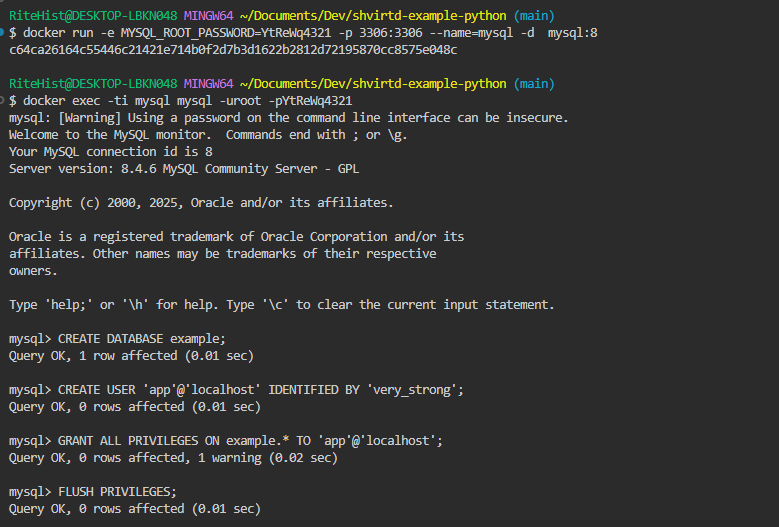 RiteHist@DESKTOP-LBKN048 MINGW64 ~/Documents/Dev/shvirtd-example-python (main)
$ docker run -e MYSQL_ROOT_PASSWORD=YtReWq4321 -p 3306:3306 --name=mysql -d  mysql:8
c64ca26164c55446c21421e714b0f2d7b3d1622b2812d72195870cc8575e048c

RiteHist@DESKTOP-LBKN048 MINGW64 ~/Documents/Dev/shvirtd-example-python (main)
$ docker exec -ti mysql mysql -uroot -pYtReWq4321
mysql: [Warning] Using a password on the command line interface can be insecure.
Welcome to the MySQL monitor.  Commands end with ; or \g.
Your MySQL connection id is 8
Server version: 8.4.6 MySQL Community Server - GPL

Copyright (c) 2000, 2025, Oracle and/or its affiliates.

Oracle is a registered trademark of Oracle Corporation and/or its
affiliates. Other names may be trademarks of their respective
owners.

Type 'help;' or '\h' for help. Type '\c' to clear the current input statement.

mysql> CREATE DATABASE example;
Query OK, 1 row affected (0.01 sec)

mysql> CREATE USER 'app'@'localhost' IDENTIFIED BY 'very_strong';
Query OK, 0 rows affected (0.01 sec)

mysql> GRANT ALL PRIVILEGES ON example.* TO 'app'@'localhost';
Query OK, 0 rows affected, 1 warning (0.02 sec)

mysql> FLUSH PRIVILEGES;
Query OK, 0 rows affected (0.01 sec)